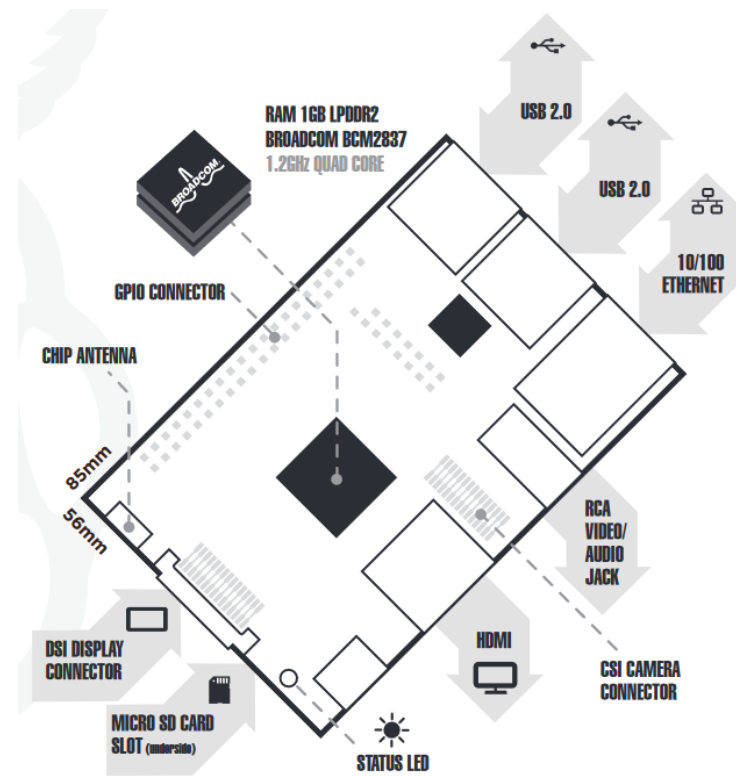 USB 2.0
RAM 1GB LPDDR2
BROADCOM BCM2837
1.2GHz QUAD CORE
BROADCOM
USB 2.0
10/100
ETHERNET
GPIO CONNECTOR
CHIP ANTENNA
85mm
56mm
RCA
VIDEO/
AUDIO
JACK
DSI DISPLAY
CONNECTOR
HDMI
CSI CAMERA
CONNECTOR
MICRO SD CARD
SLOT (underside)
STATUS LED